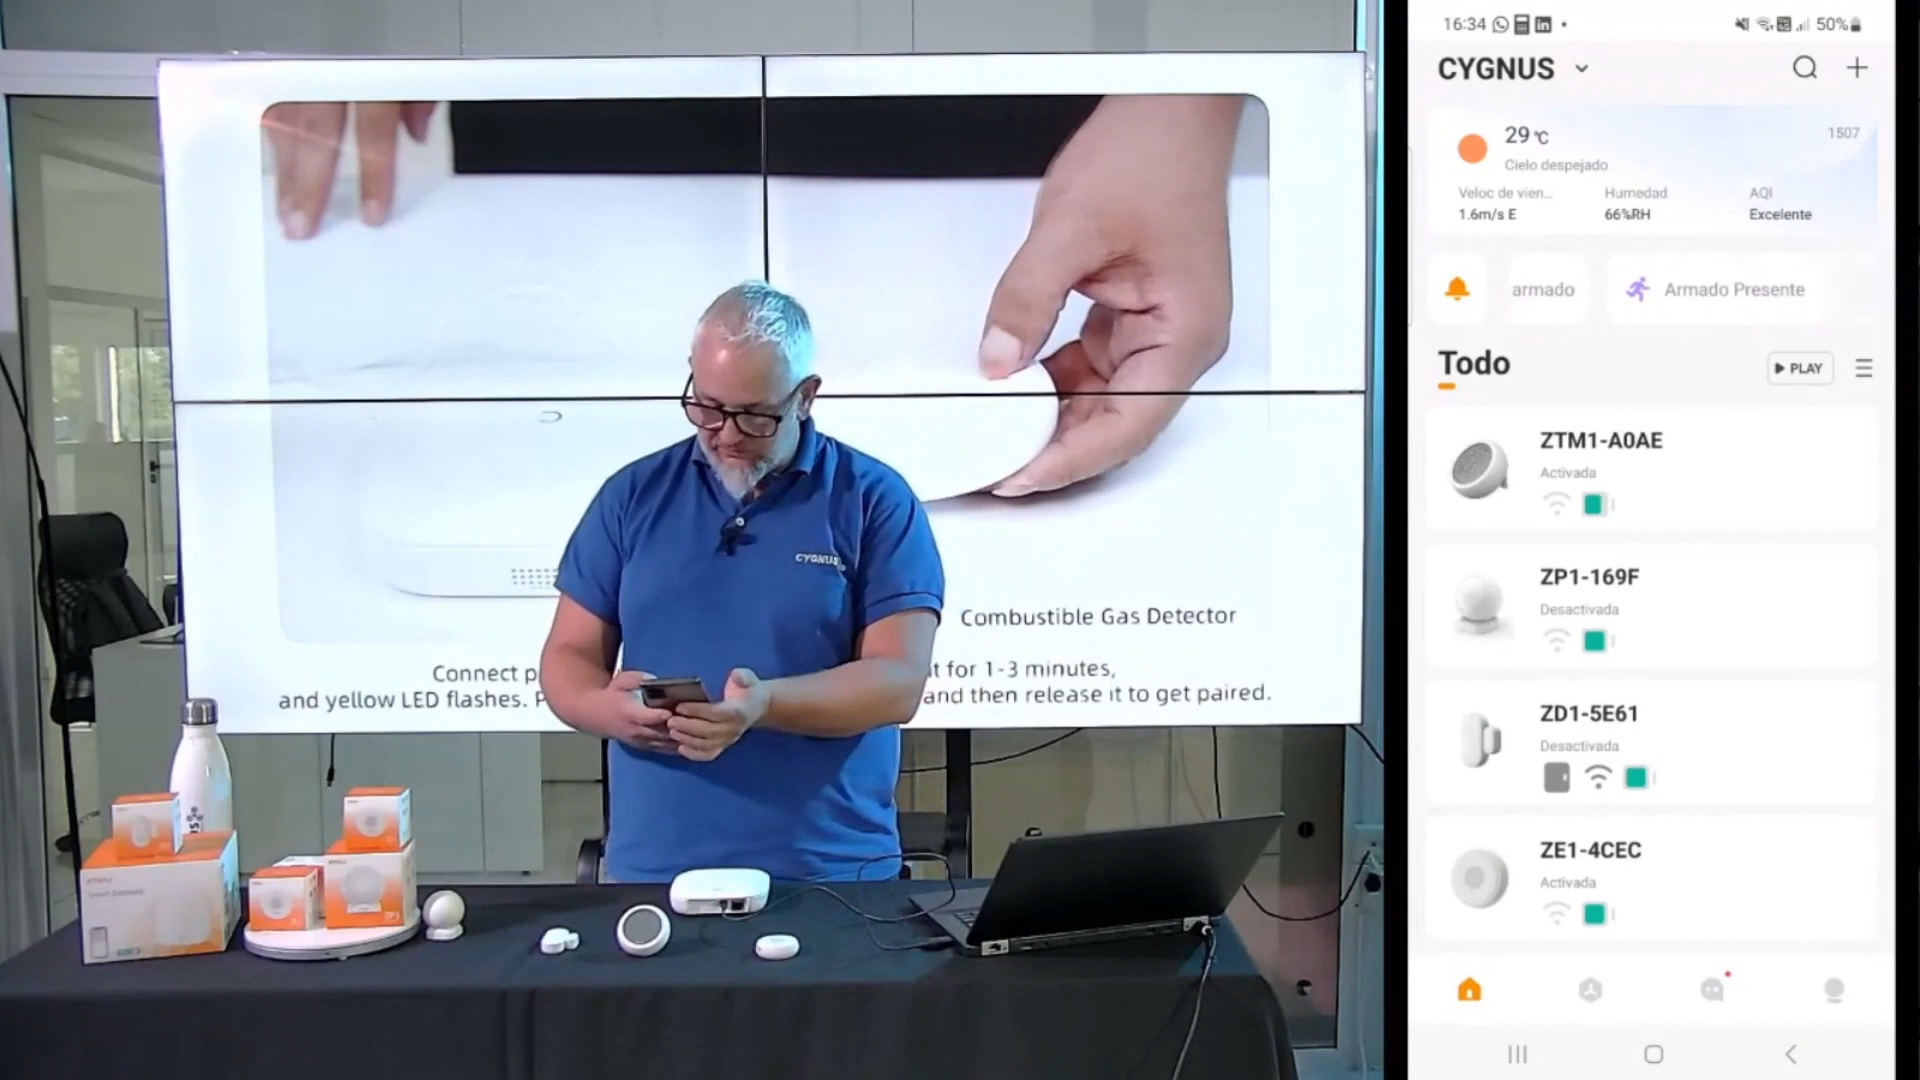 Combustible Gas Detector
Connect p
t for 1-3 minutes,
and yellow LED flashes. P
and then release it to get paired.
CYGNUS
imou
ZP1
16:34
50%
CYGNUS
29 °C
1507
Cielo despejado
Veloc de vien... Humedad AQI
1.6m/s E 66%RH Excelente
armado
Armado Presente
Todo
PLAY
ZTM1-A0AE
Activada
ZP1-169F
Desactivada
ZD1-5E61
Desactivada
ZE1-4CEC
Activada